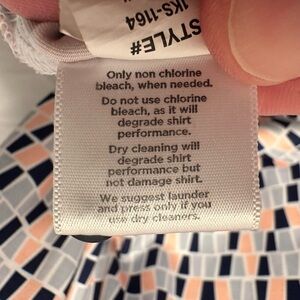 STYLE#
1KS-1164
Only non chlorine
bleach, when needed.
Do not use chlorine
bleach, as it will
degrade shirt
performance.
Dry cleaning will
degrade shirt
performance but
not damage shirt.
We suggest launder
and press only if you
use dry cleaners.